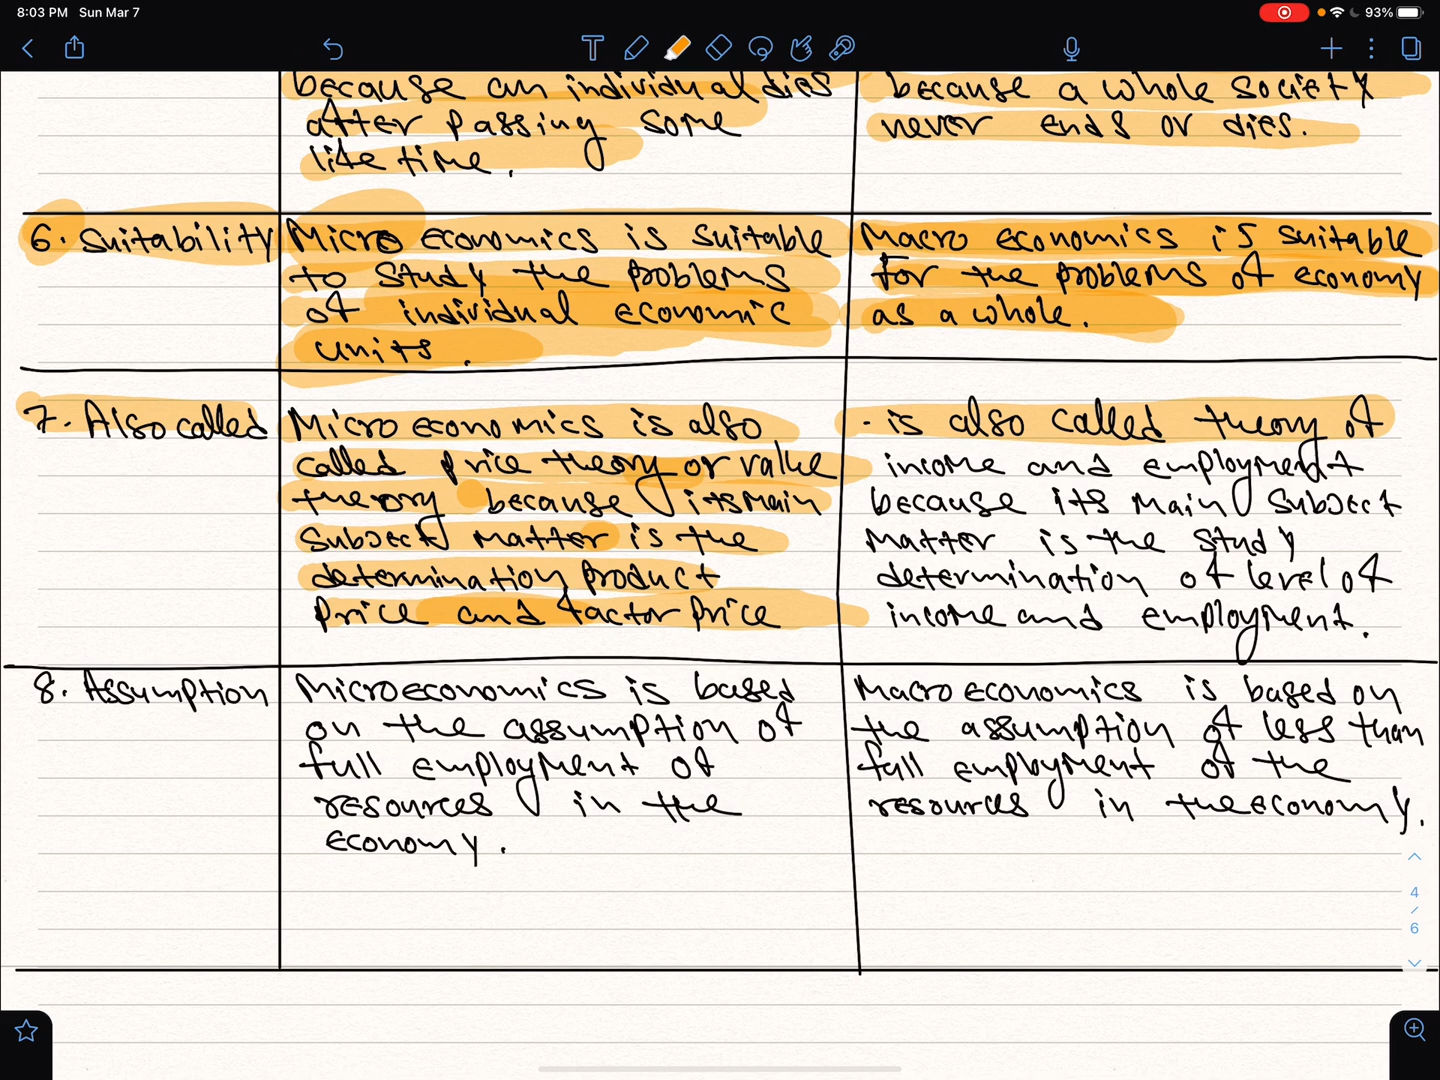 8:03 PM Sun Mar 7
93%
because an individual dies
after passing some
life time.
because a whole society
never ends or dies.
6. Suitability
Micro economics is suitable
to study the problems
of individual economic
units.
Macro economics is suitable
for the problems of economy
as a whole.
7. Also called
Micro economics is also
called price theory or value
theory because its main
subject matter is the
determination product
price and factor price
- is also called theory of
income and employment
because its main subject
matter is the study
determination of level of
income and employment.
8. Assumption
Microeconomics is based
on the assumption of
full employment of
resources in the
economy.
Macro economics is based on
the assumption of less than
full employment of the
resources in the economy.
4
/
6